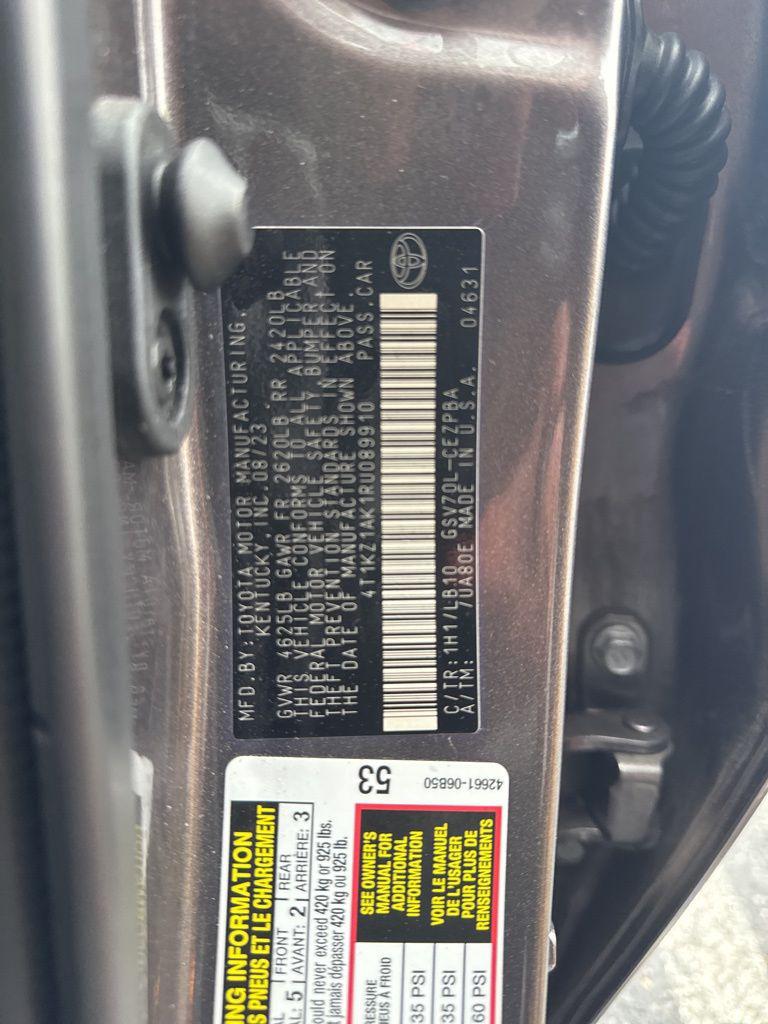 MFD. BY: TOYOTA MOTOR MANUFACTURING,
KENTUCKY, INC. 08/23
GVWR 4625LB GAWR FR 2620LB RR 2420LB
THIS VEHICLE CONFORMS TO ALL APPLICABLE
FEDERAL MOTOR VEHICLE SAFETY, BUMPER AND
THEFT PREVENTION STANDARDS IN EFFECT ON
THE DATE OF MANUFACTURE SHOWN ABOVE.
4T1KZ1AK1RU089910 PASS. CAR
C/TR: 1H1/LB10 GSV70L-CEZPBA
A/TM: 7UA80E MADE IN U.S.A. 04631
ING INFORMATION
S PNEUS ET LE CHARGEMENT
AL: 5 FRONT AVANT: 2 REAR ARRIÈRE: 3
ould never exceed 420 kg or 925 lbs.
t jamais dépasser 420 kg ou 925 lb.
53
RESSURE
EUS À FROID
35 PSI
35 PSI
60 PSI
SEE OWNER'S
MANUAL FOR
ADDITIONAL
INFORMATION
VOIR LE MANUEL
DE L'USAGER
POUR PLUS DE
RENSEIGNEMENTS
42661-06B50